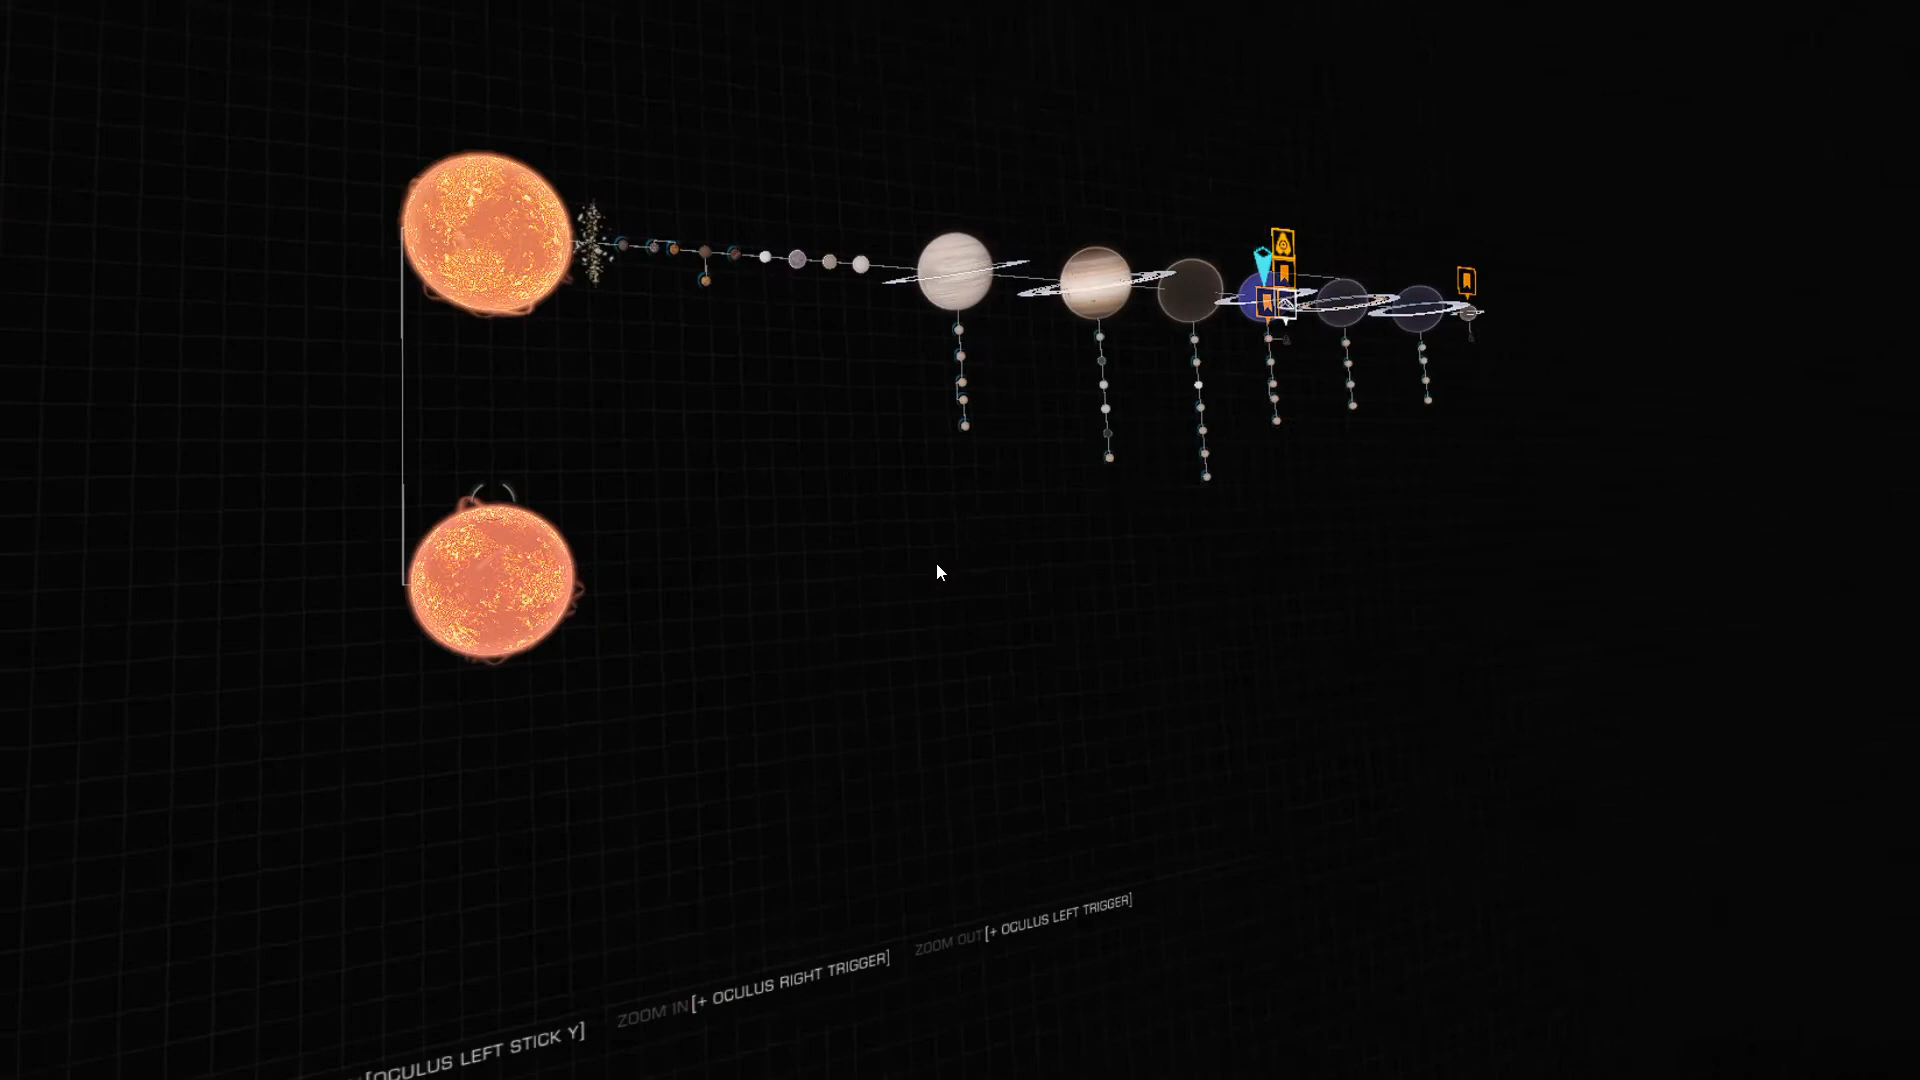 ZOOM OUT [+ OCULUS LEFT TRIGGER]
ZOOM IN [+ OCULUS RIGHT TRIGGER]
[OCULUS LEFT STICK Y]